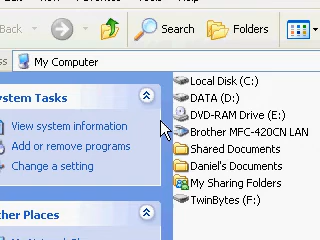 Back
Search
Folders
My Computer
System Tasks
View system information
Add or remove programs
Change a setting
Other Places
Local Disk (C:)
DATA (D:)
DVD-RAM Drive (E:)
Brother MFC-420CN LAN
Shared Documents
Daniel's Documents
My Sharing Folders
TwinBytes (F:)